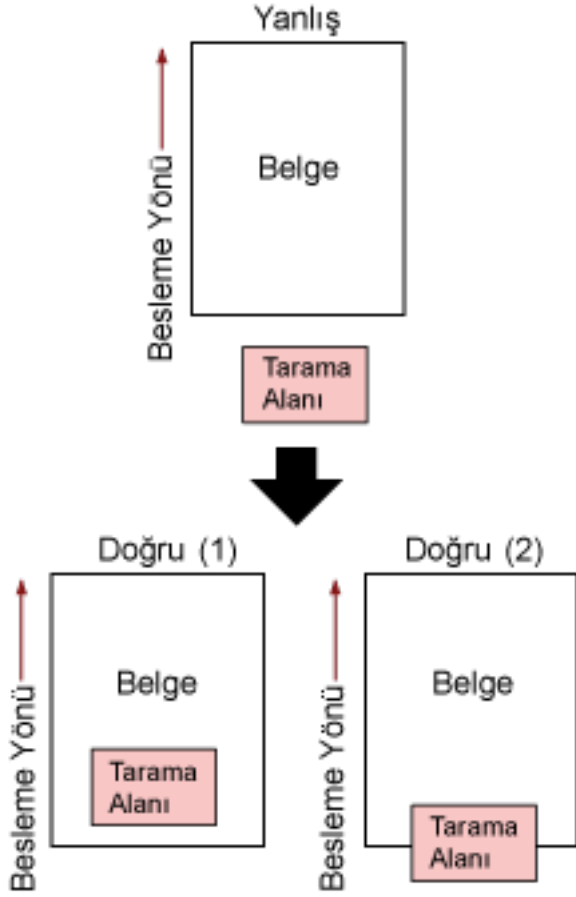 Yanlış
Besleme Yönü
Belge
Tarama
Alanı
Doğru (1)
Besleme Yönü
Belge
Tarama
Alanı
Doğru (2)
Besleme Yönü
Belge
Tarama
Alanı